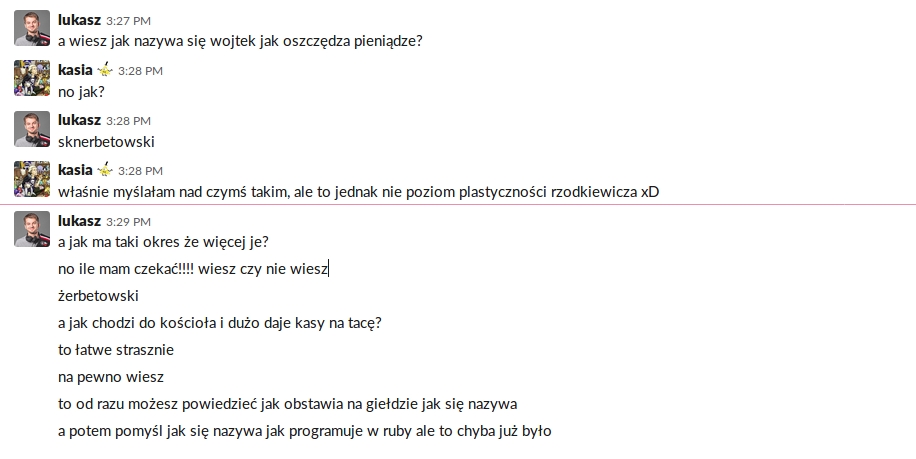 lukasz 3:27 PM
a wiesz jak nazywa się wojtek jak oszczędza pieniądze?
kasia 3:28 PM
no jak?
lukasz 3:28 PM
sknerbetowski
kasia 3:28 PM
właśnie myślałam nad czymś takim, ale to jednak nie poziom plastyczności rzodkiewicza xD
lukasz 3:29 PM
a jak ma taki okres że więcej je?
no ile mam czekać!!!! wiesz czy nie wiesz
żerbetowski
a jak chodzi do kościoła i dużo daje kasy na tacę?
to łatwe strasznie
na pewno wiesz
to od razu możesz powiedzieć jak obstawia na giełdzie jak się nazywa
a potem pomyśl jak się nazywa jak programuje w ruby ale to chyba już było